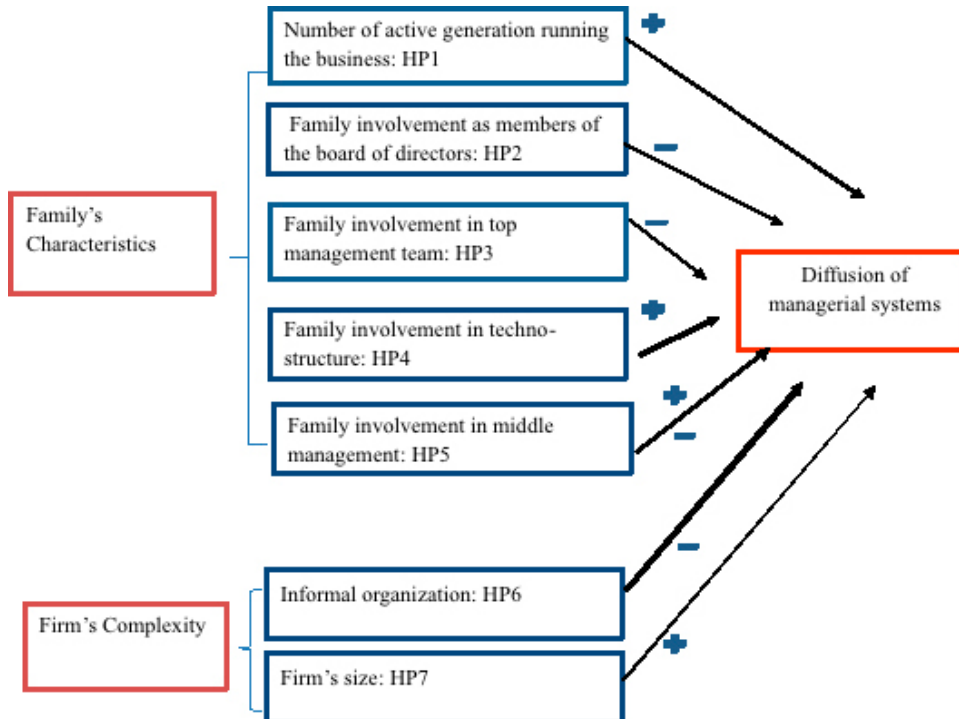 Number of active generation running
the business: HP1
Family involvement as members of
the board of directors: HP2
Family's
Characteristics
Family involvement in top
management team: HP3
Diffusion of
managerial systems
Family involvement in techno-
structure: HP4
Family involvement in middle
management: HP5
Informal organization: HP6
Firm's Complexity
Firm's size: HP7